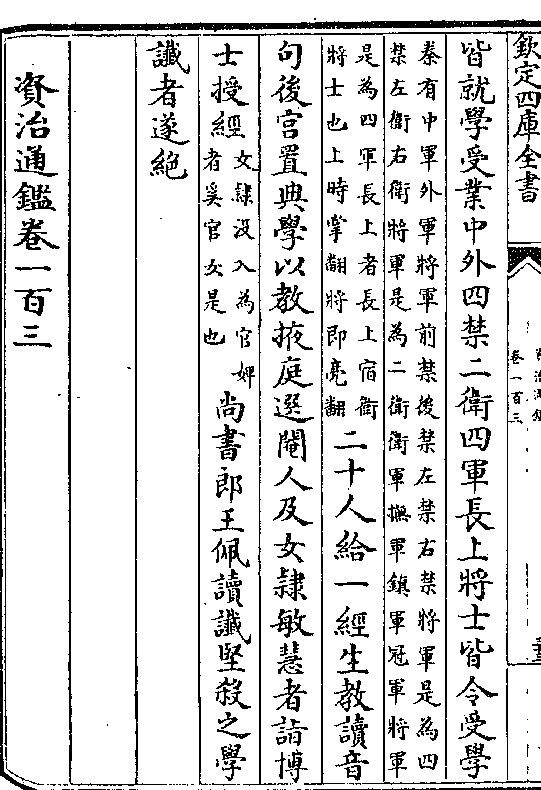 欽定四庫全書
卷一百三
皆就學受業中外四禁二衛四軍長上將士皆令受學
秦有中軍外軍將軍前禁後禁左禁右禁將軍是為四
禁左衛右衛將軍是為二衛衛軍撫軍鎮軍冠軍將軍
是為四軍長上者長上宿衛
將士也上時掌翻將即亮翻
二十人給一經生教讀音
句後宮置典學以教掖庭選閹人及女隷敏慧者詣博
士授經
女隷没入為官婢
者奚官女是也
尚書郎王佩讀讖堅殺之學
讖者遂絶
資治通鑑卷一百三